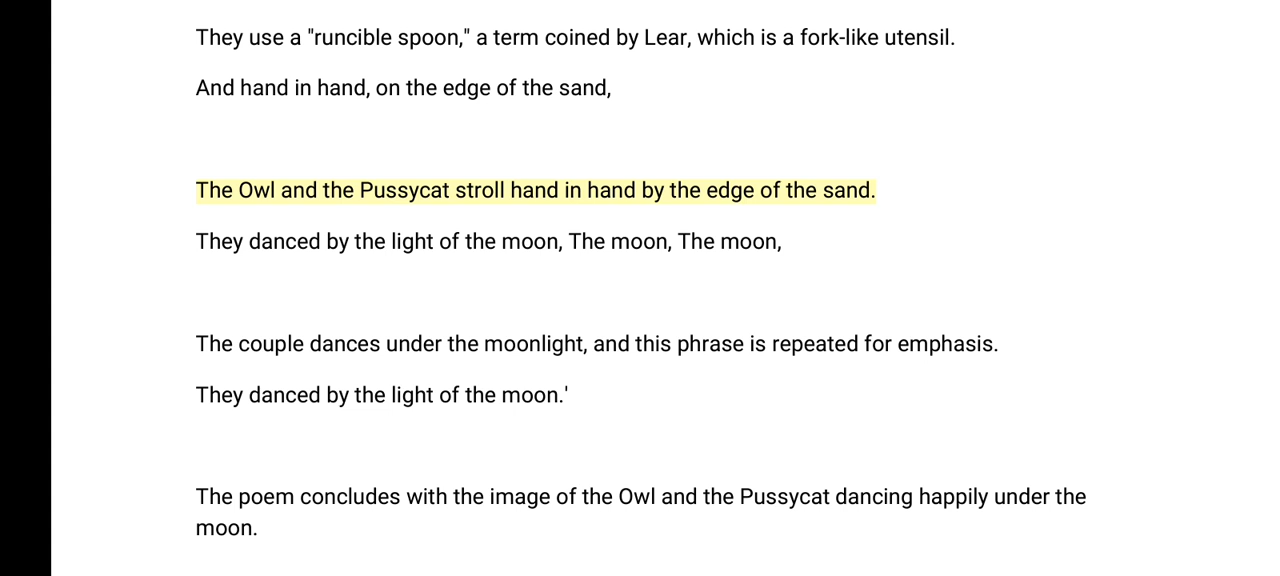 They use a "runcible spoon," a term coined by Lear, which is a fork-like utensil.
And hand in hand, on the edge of the sand,
The Owl and the Pussycat stroll hand in hand by the edge of the sand.
They danced by the light of the moon, The moon, The moon,
The couple dances under the moonlight, and this phrase is repeated for emphasis.
They danced by the light of the moon.'
The poem concludes with the image of the Owl and the Pussycat dancing happily under the
moon.